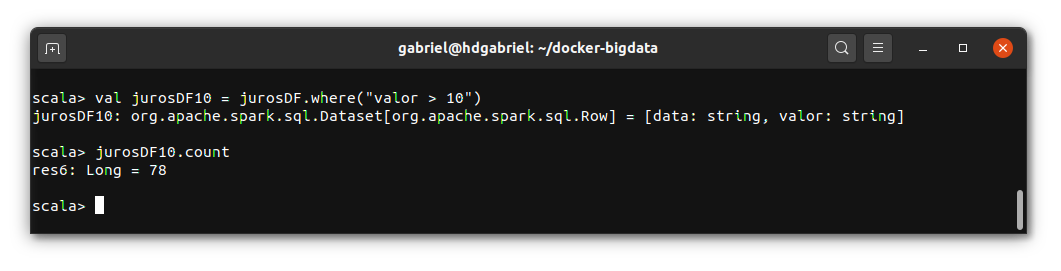 gabriel@hdgabriel: ~/docker-bigdata
scala> val jurosDF10 = jurosDF.where("valor > 10")
jurosDF10: org.apache.spark.sql.Dataset[org.apache.spark.sql.Row] = [data: string, valor: string]
scala> jurosDF10.count
res6: Long = 78
scala>